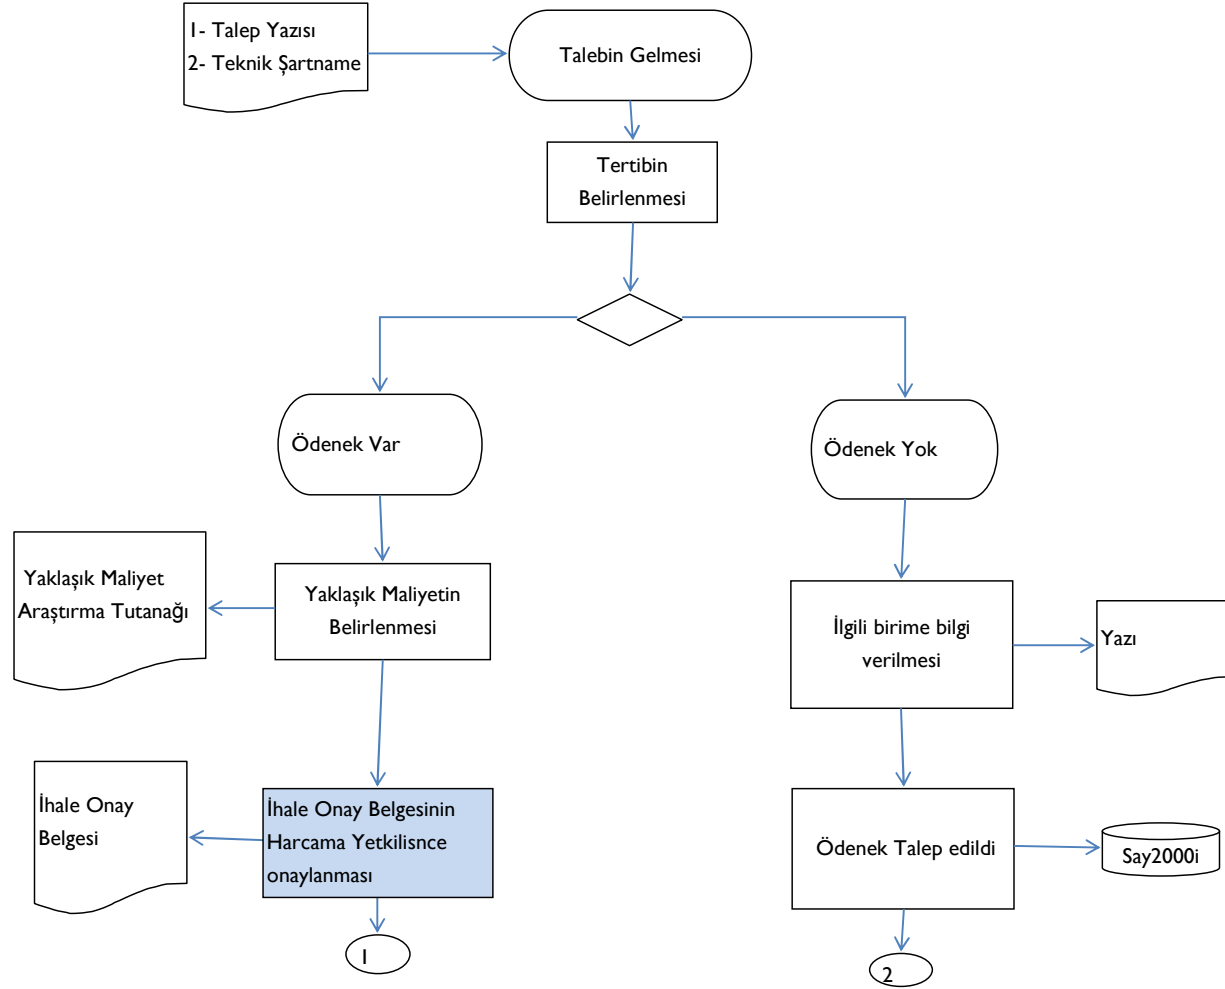 1- Talep Yazısı
2- Teknik Şartname
Talebin Gelmesi
Tertibin
Belirlenmesi
Ödenek Var
Ödenek Yok
Yaklaşık Maliyet
Araştırma Tutanağı
Yaklaşık Maliyetin
Belirlenmesi
İlgili birime bilgi
verilmesi
Yazı
İhale Onay
Belgesi
İhale Onay Belgesinin
Harcama Yetkilisnce
onaylanması
Ödenek Talep edildi
Say2000i
1
2